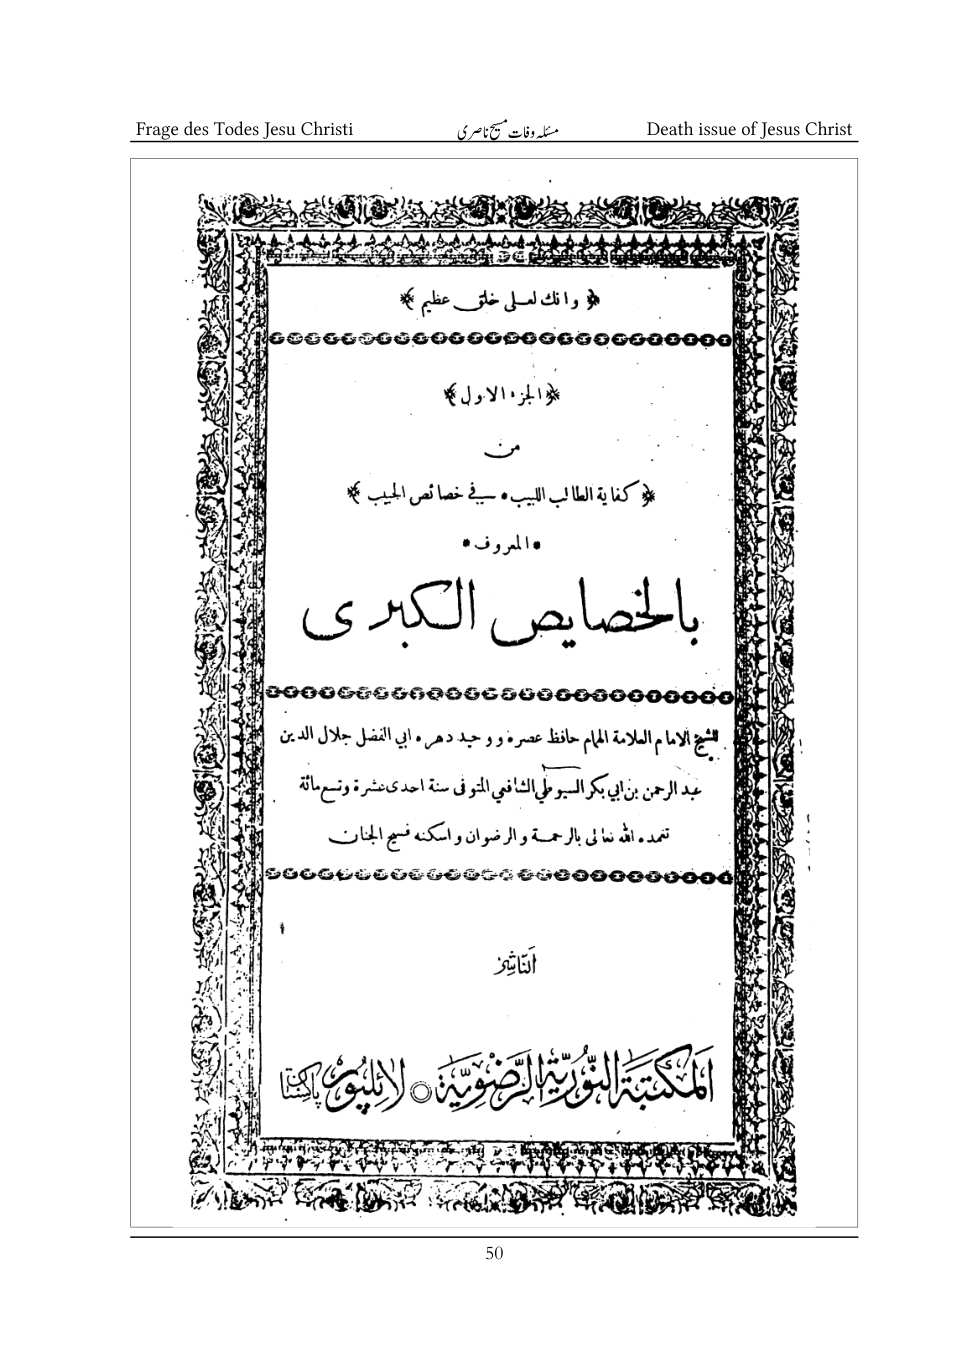 Frage des Todes Jesu Christi مسئلہ وفات مسیح ناصری Death issue of Jesus Christ
﴿ وانك لعلى خلق عظيم ﴾
﴿ الجزء الاول ﴾
من
﴿ كفاية الطالب اللبيب • في خصائص الحبيب ﴾
• المعروف •
بالخصايص الكبرى
للشيخ الامام العلامة الهمام حافظ عصره ووحيد دهره ابي الفضل جلال الدين
عبد الرحمن بن ابي بكر السيوطي الشافعي المتوفى سنة احدى عشرة وتسع مائة
تغمده الله تعالى بالرحمة والرضوان واسكنه فسيح الجنان
الناشر
المكتبة النورية الرضوية لائلپور پاکستان
50